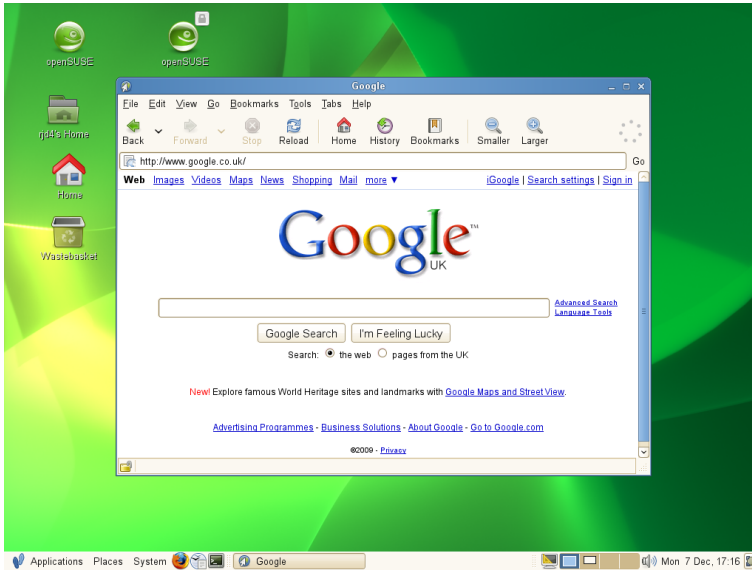 openSUSE
openSUSE
rjd4's Home
Home
Wastebasket
Google
File Edit View Go Bookmarks Tools Tabs Help
Back Forward Stop Reload Home History Bookmarks Smaller Larger
http://www.google.co.uk/ Go
Web Images Videos Maps News Shopping Mail more ▼ iGoogle | Search settings | Sign in
Google™
UK
Advanced Search
Language Tools
Google Search I'm Feeling Lucky
Search: the web pages from the UK
New! Explore famous World Heritage sites and landmarks with Google Maps and Street View.
Advertising Programmes - Business Solutions - About Google - Go to Google.com
©2009 - Privacy
Applications Places System Google Mon 7 Dec, 17:16